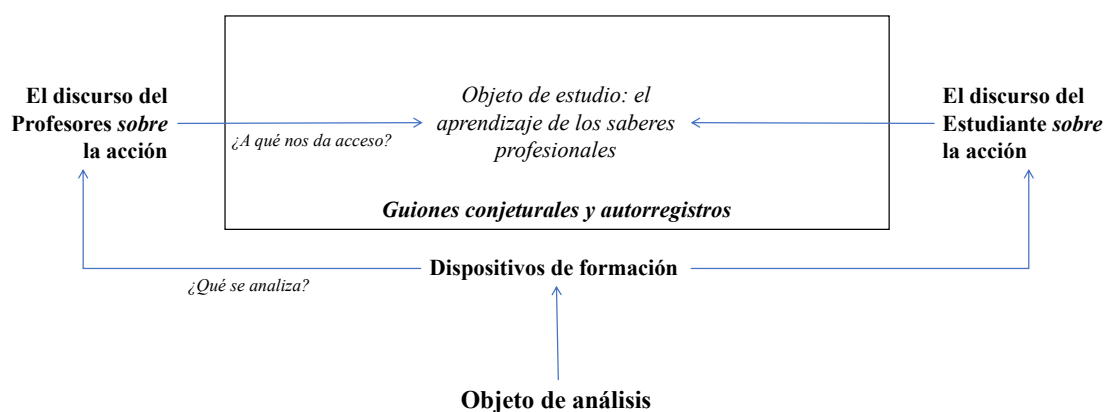 El discurso del
Profesores sobre
la acción
¿A qué nos da acceso?
Objeto de estudio: el
aprendizaje de los saberes
profesionales
El discurso del
Estudiante sobre
la acción
Guiones conjeturales y autorregistros
Dispositivos de formación
¿Qué se analiza?
Objeto de análisis